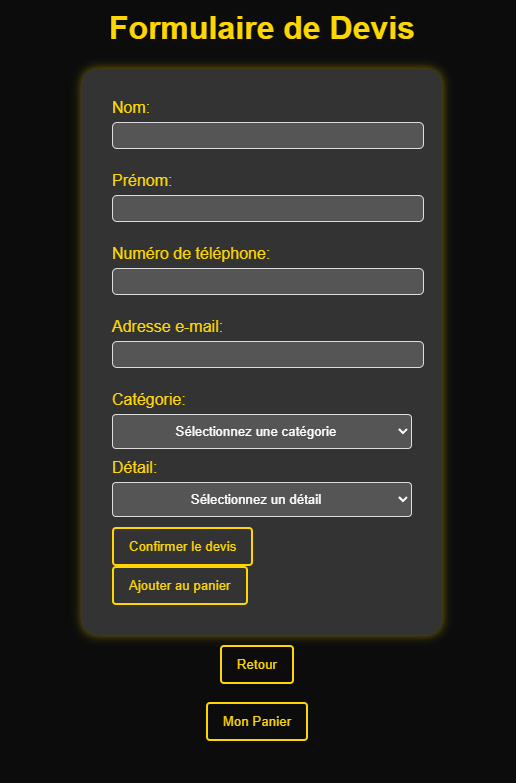 Formulaire de Devis
Nom:
Prénom:
Numéro de téléphone:
Adresse e-mail:
Catégorie:
Sélectionnez une catégorie
Détail:
Sélectionnez un détail
Confirmer le devis
Ajouter au panier
Retour
Mon Panier